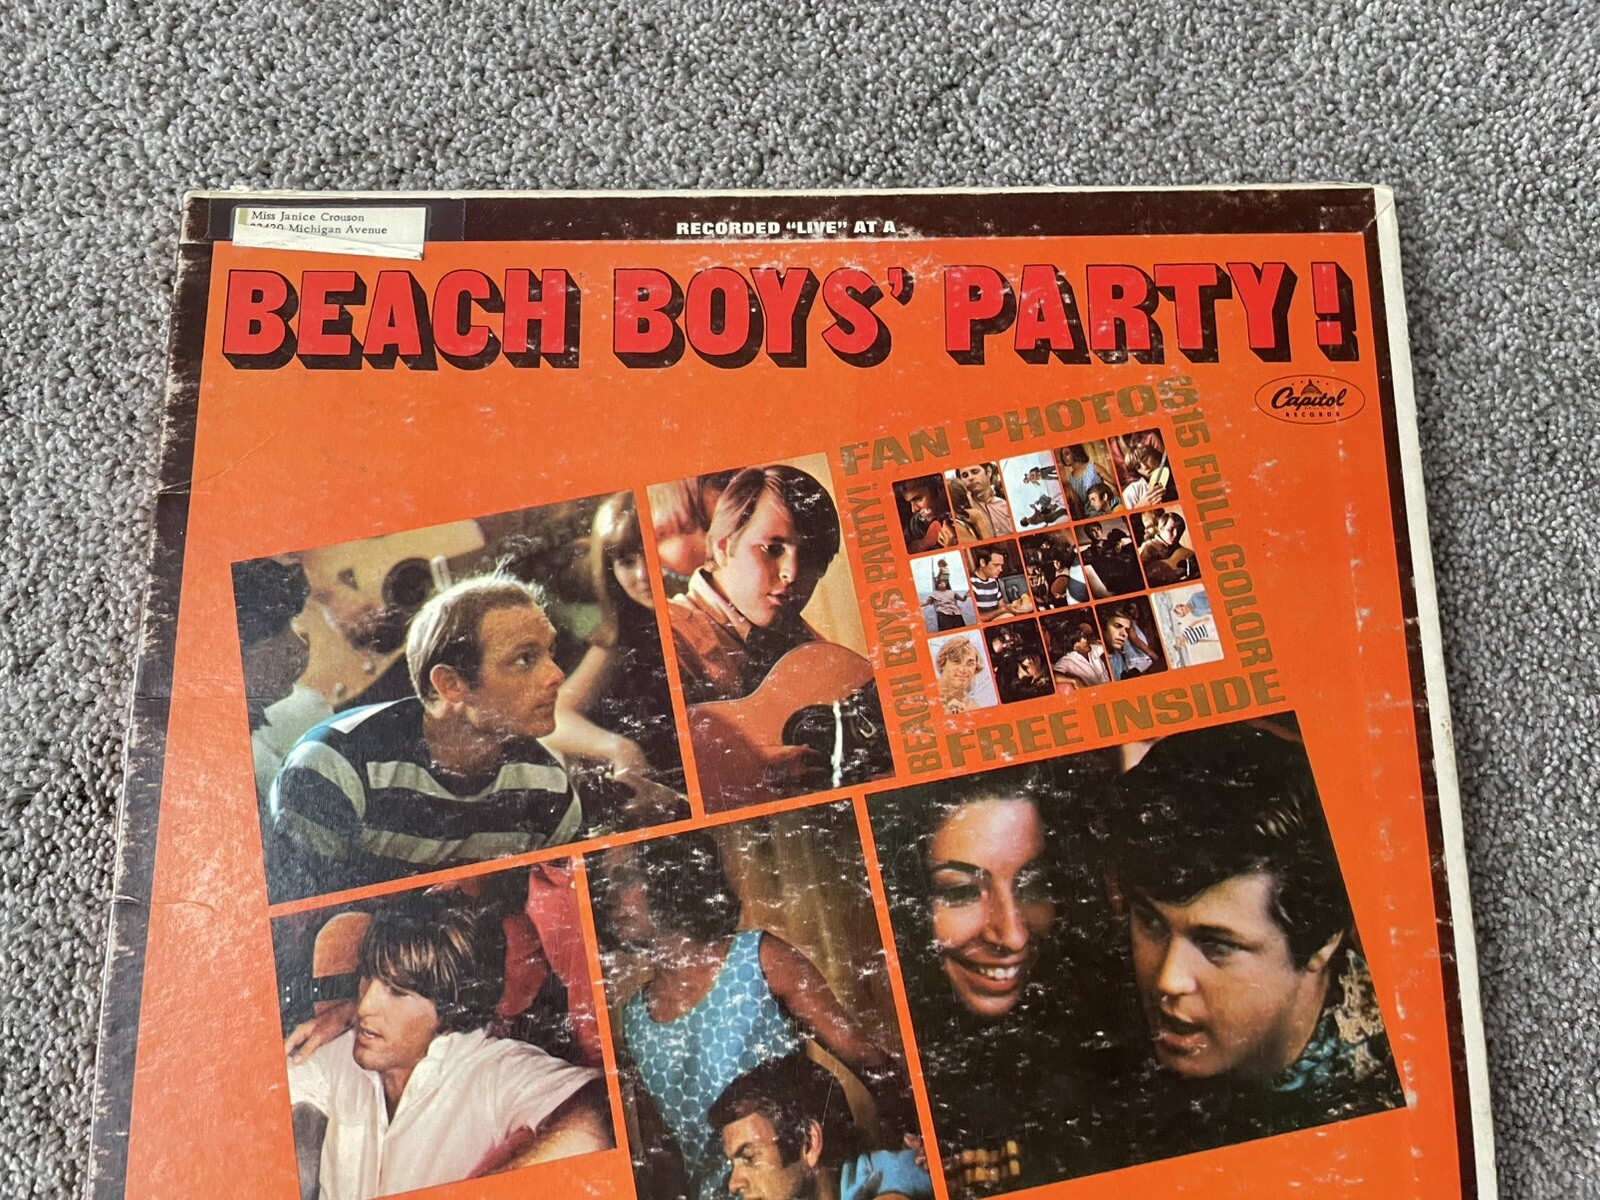 Miss Janice Crouson
Michigan Avenue
RECORDED “LIVE” AT A
BEACH BOYS’ PARTY!
Capitol
RECORDS
FAN PHOTOS
15 FULL COLOR
BEACH BOYS PARTY!
FREE INSIDE